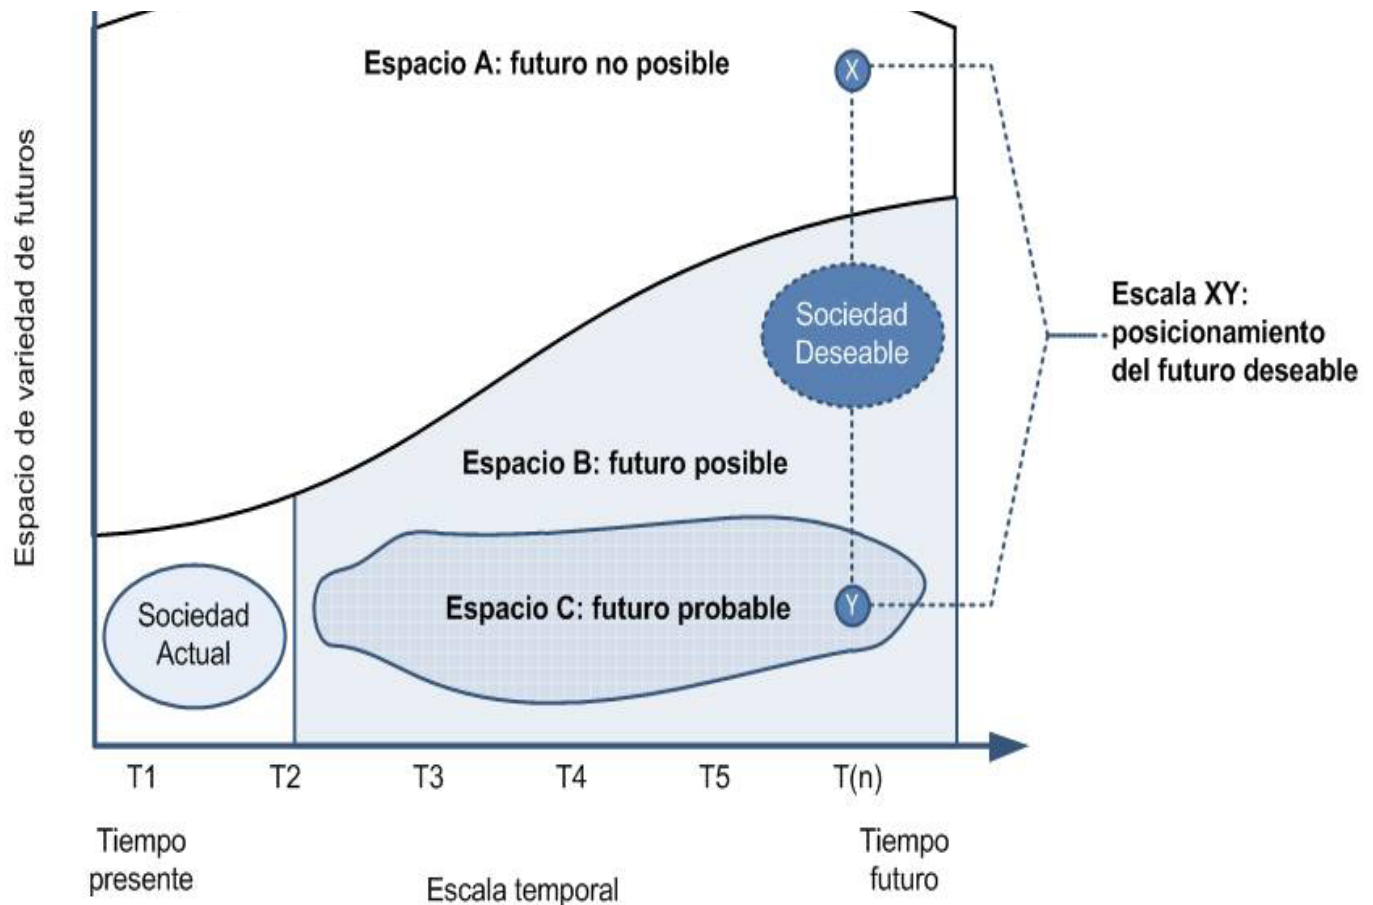 Espacio A: futuro no posible
X
Espacio de variedad de futuros
Sociedad
Deseable
Escala XY:
posicionamiento
del futuro deseable
Espacio B: futuro posible
Espacio C: futuro probable
Y
Sociedad
Actual
T1 T2 T3 T4 T5 T(n)
Tiempo
presente
Escala temporal
Tiempo
futuro